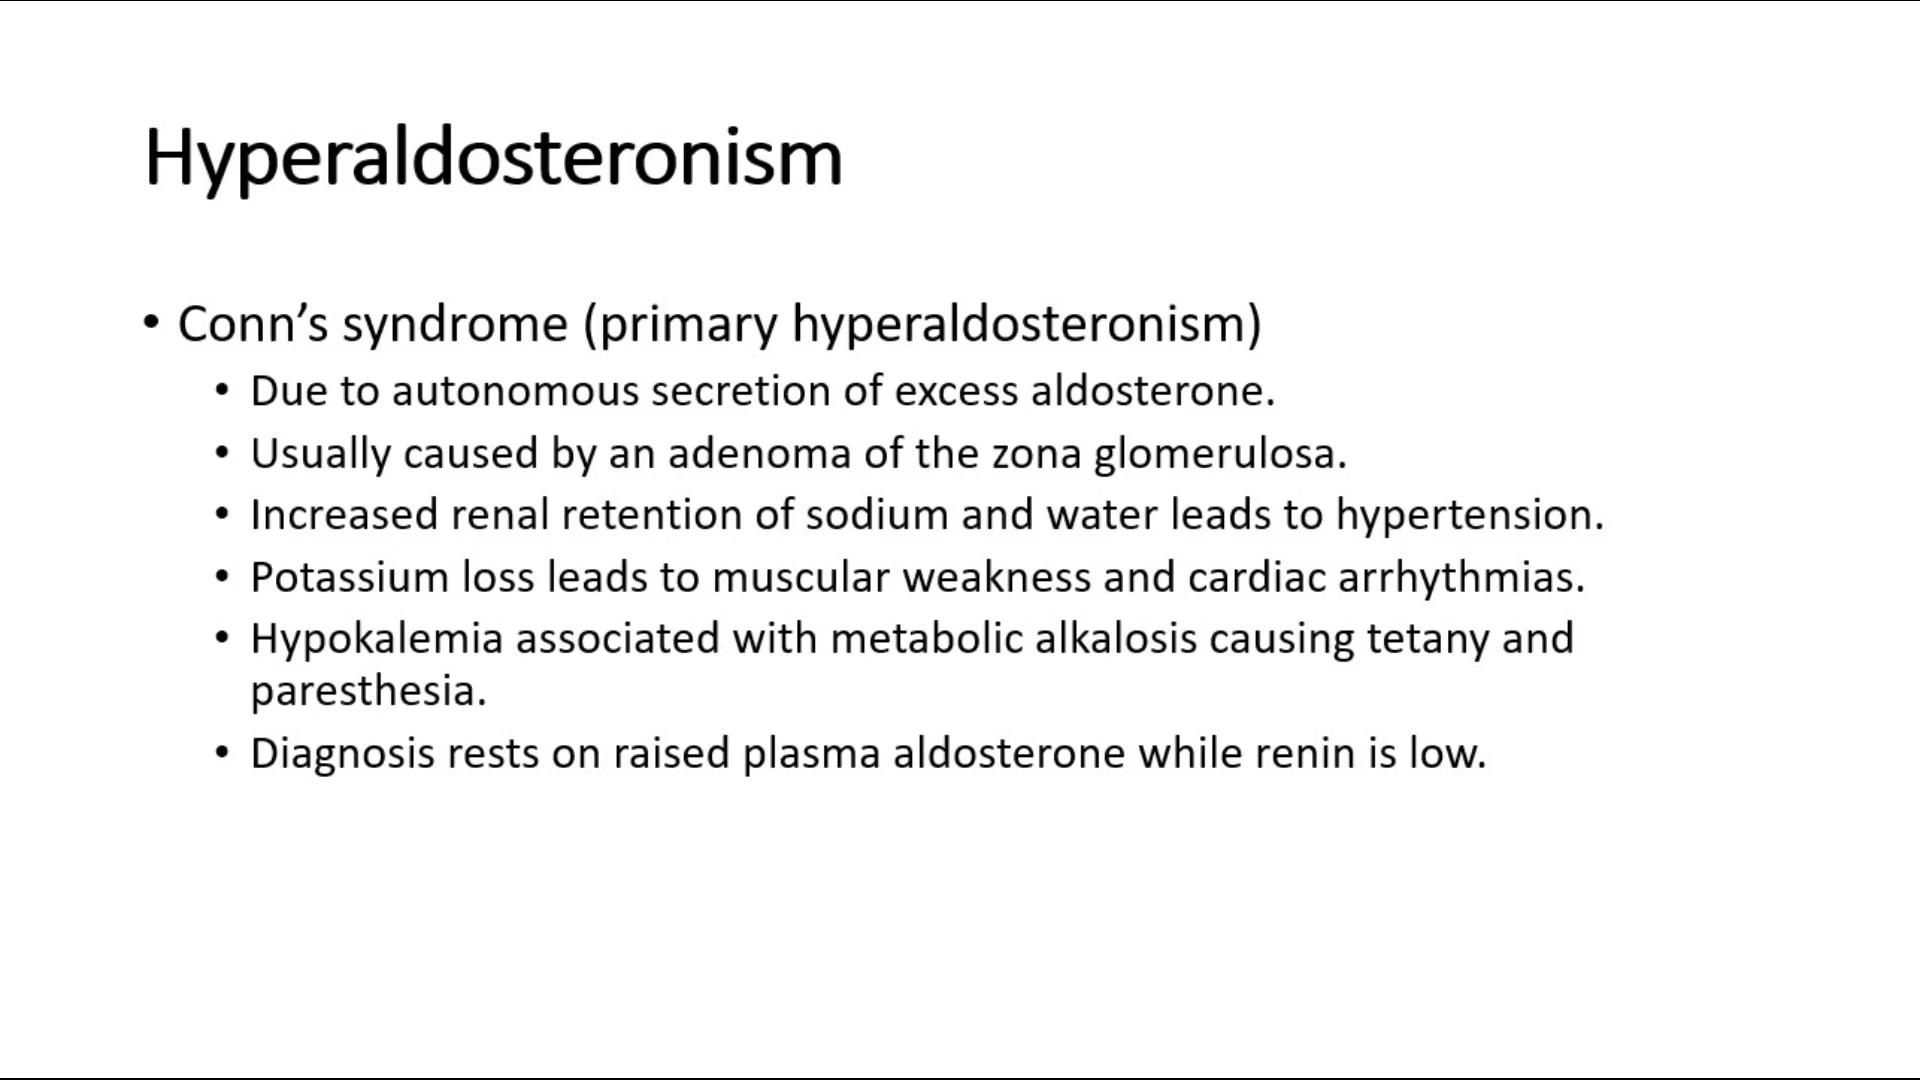 Hyperaldosteronism
• Conn’s syndrome (primary hyperaldosteronism)
• Due to autonomous secretion of excess aldosterone.
• Usually caused by an adenoma of the zona glomerulosa.
• Increased renal retention of sodium and water leads to hypertension.
• Potassium loss leads to muscular weakness and cardiac arrhythmias.
• Hypokalemia associated with metabolic alkalosis causing tetany and
paresthesia.
• Diagnosis rests on raised plasma aldosterone while renin is low.